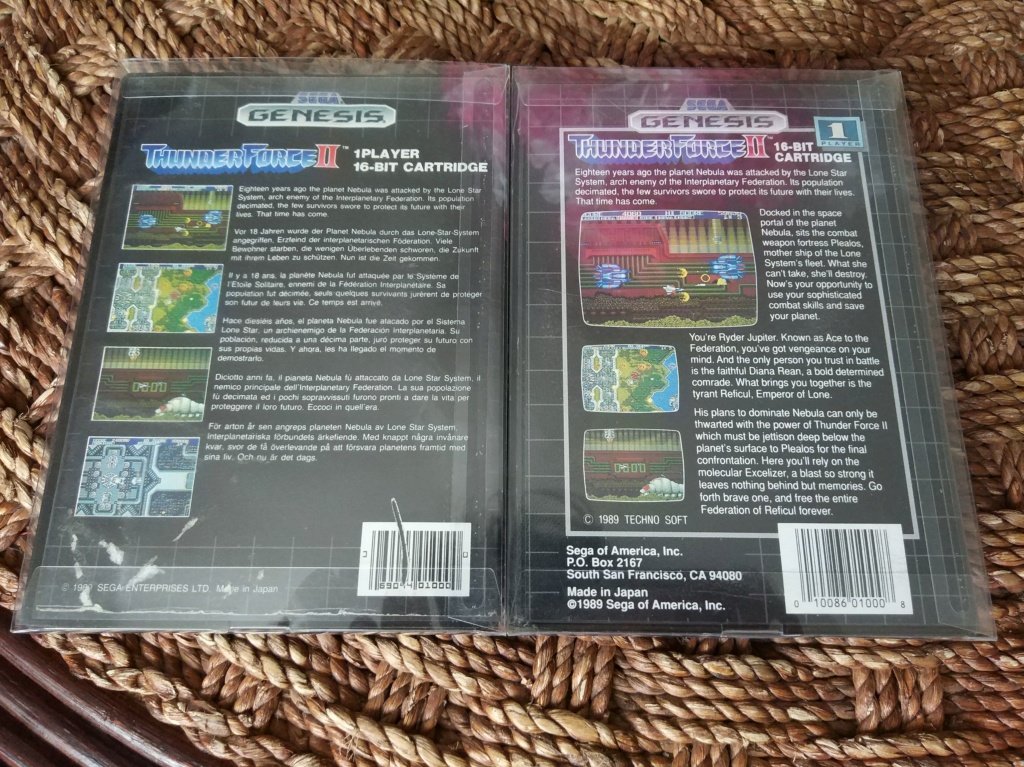 SEGA
GENESIS
THUNDER FORCE II™
1 PLAYER
16-BIT CARTRIDGE
Eighteen years ago the planet Nebula was attacked by the Lone Star
System, arch enemy of the Interplanetary Federation. Its population
decimated, the few survivors swore to protect its future with their
lives. That time has come.
Vor 18 Jahren wurde der Planet Nebula durch das Lone-Star-System
angegriffen, Erzfeind der interplanetarischen Föderation. Viele
Bewohner starben, die wenigen Überlebenden schworen, die Zukunft
mit ihrem Leben zu schützen. Nun ist die Zeit gekommen.
Il y a 18 ans, la planète Nebula fut attaquée par le Système de
l'Etoile Solitaire, ennemi de la Fédération Interplanétaire. Sa
population fut décimée, seuls quelques survivants jurèrent de protéger
son futur de leurs vie. Ce temps est arrivé.
Hace diesiéis años, el planeta Nebula fue atacado por el Sistema
Lone Star, un archienemigo de la Federación Interplanetaria. Su
población, reducida a una décima parte, juró proteger su futuro con
sus propias vidas. Y ahora, les ha llegado el momento de
demostrarlo.
Diciotto anni fa, il pianeta Nebula fù attaccato da Lone Star System, il
nemico principale dell'Interplanetary Federation. La sua popolazione
fù decimata ed i pochi sopravvissuti furono pronti a dare la vita per
proteggere il loro futuro. Eccoci in quell'era.
För arton år sen angreps planeten Nebula av Lone Star System,
Interplanetariska förbundets ärkefiende. Med knappt några invånare
kvar, svor de få överlevande på att försvara planetens framtid med
sina liv. Och nu är det dags.
SEGA ENTERPRISES LTD. Made in Japan
01000
SEGA
GENESIS
THUNDER FORCE II™
16-BIT
CARTRIDGE
1
PLAYER
Eighteen years ago the planet Nebula was attacked by the Lone Star
System, arch enemy of the Interplanetary Federation. Its population
decimated, the few survivors swore to protect its future with their lives.
That time has come.
Docked in the space
portal of the planet
Nebula, sits the combat
weapon fortress Plealos,
mother ship of the Lone
System's fleet. What she
can't take, she'll destroy.
Now's your opportunity to
use your sophisticated
combat skills and save
your planet.
You're Ryder Jupiter. Known as Ace to the
Federation, you've got vengeance on your
mind. And the only person you trust in battle
is the faithful Diana Rean, a bold determined
comrade. What brings you together is the
tyrant Reficul, Emperor of Lone.
His plans to dominate Nebula can only be
thwarted with the power of Thunder Force II
which must be jettison deep below the
planet's surface to Plealos for the final
confrontation. Here you'll rely on the
molecular Excelizer, a blast so strong it
leaves nothing behind but memories. Go
forth brave one, and free the entire
Federation of Reficul forever.
© 1989 TECHNO SOFT
Sega of America, Inc.
P.O. Box 2167
South San Francisco, CA 94080
Made in Japan
©1989 Sega of America, Inc.
0 10086 01000 8